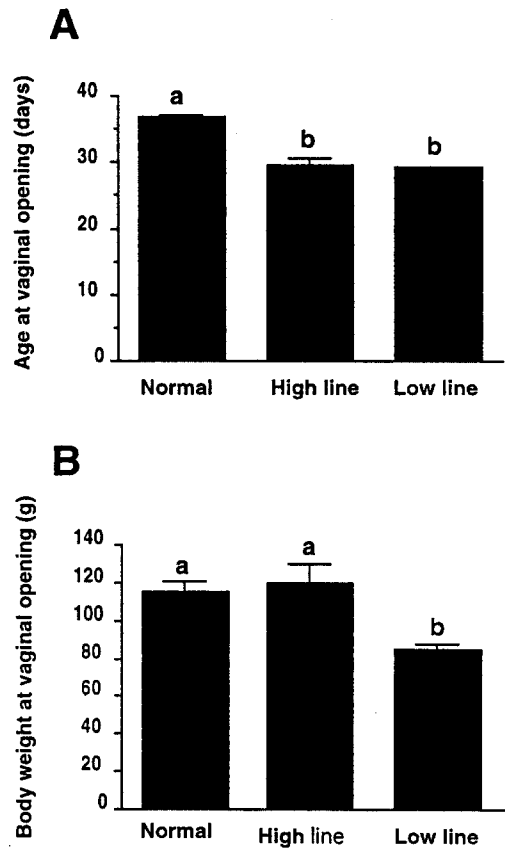 A
Age at vaginal opening (days)
40
30
20
10
0
a
b
b
Normal
High line
Low line
B
Body weight at vaginal opening (g)
140
120
100
80
60
40
20
0
a
a
b
Normal
High line
Low line